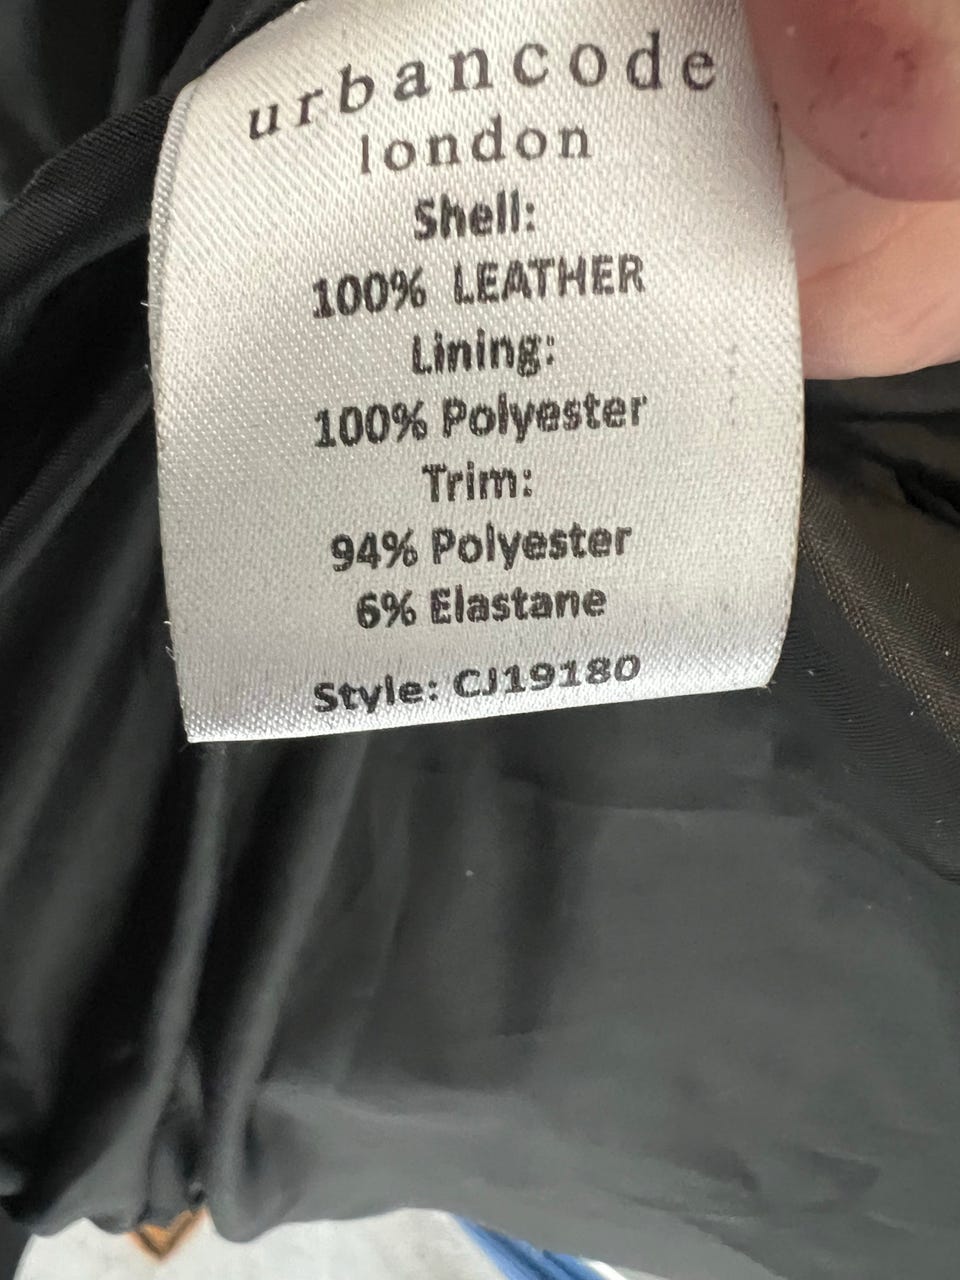 urbancode
london
Shell:
100% LEATHER
Lining:
100% Polyester
Trim:
94% Polyester
6% Elastane
Style: CJ19180